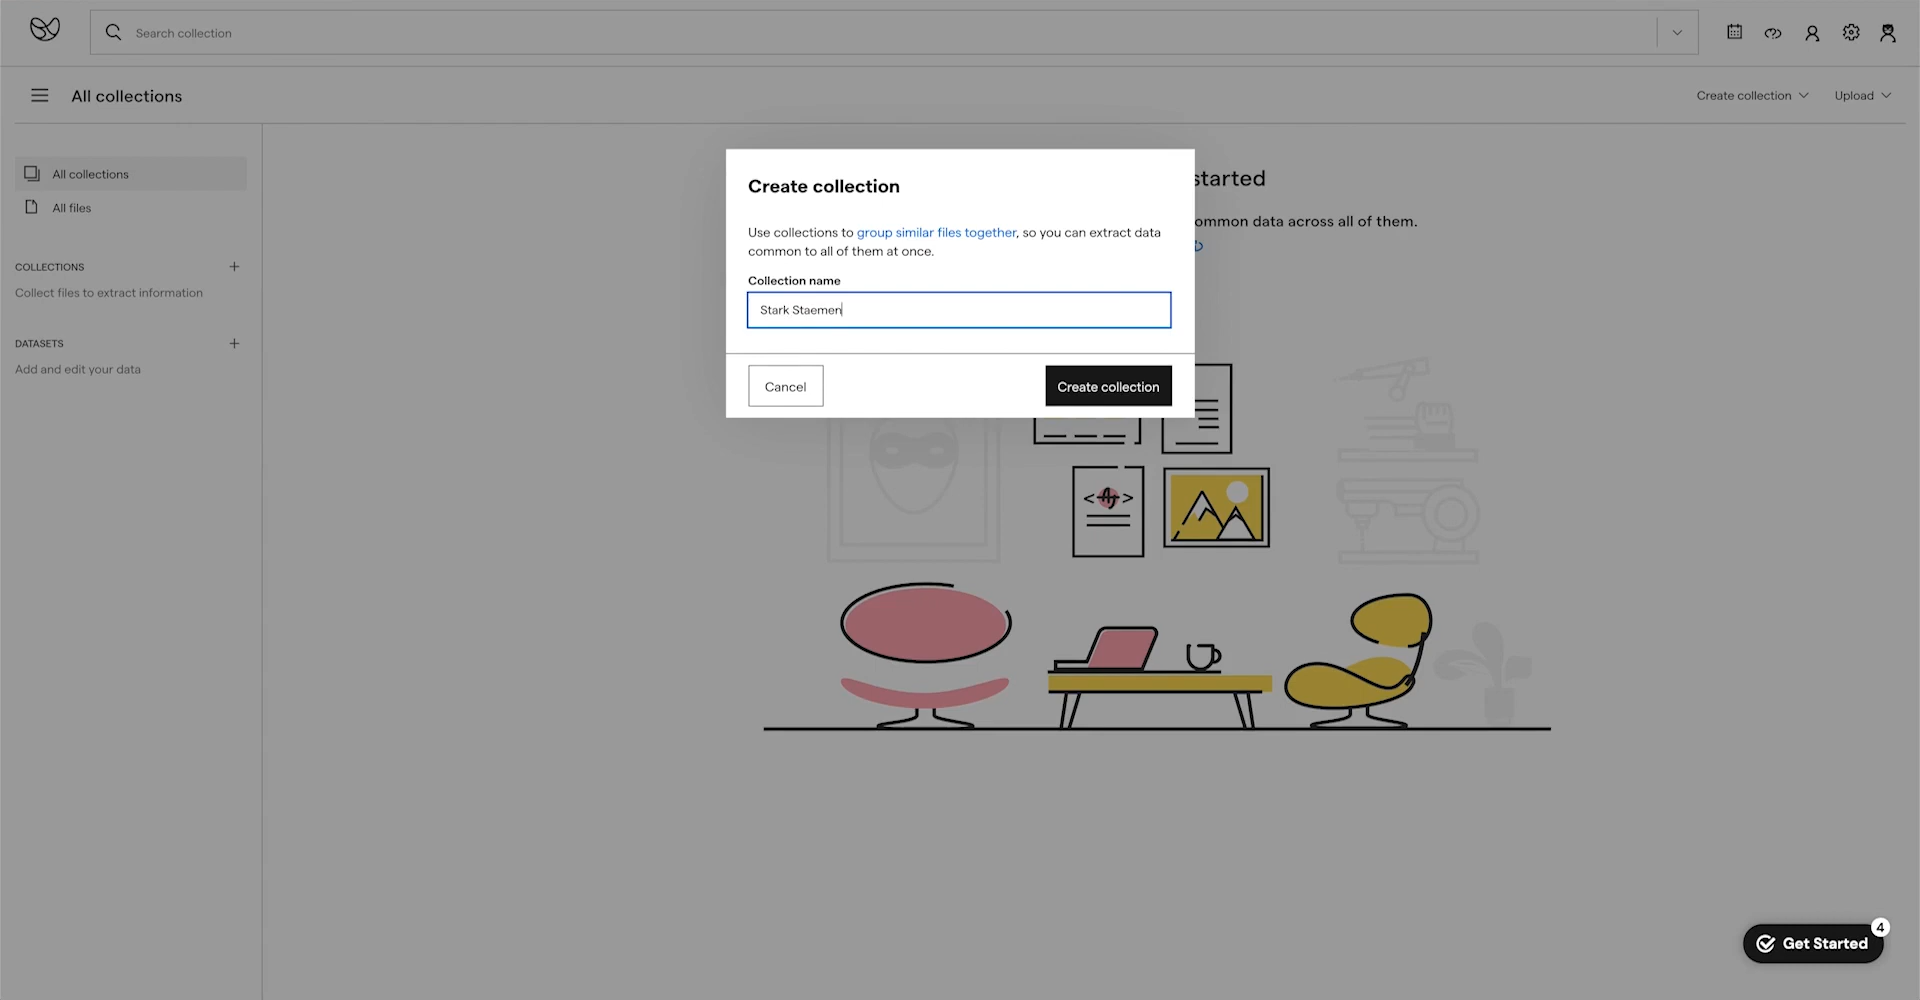 Search collection
All collections
Create collection
Upload
All collections
All files
COLLECTIONS
Collect files to extract information
DATASETS
Add and edit your data
started
ommon data across all of them.
Create collection
Use collections to group similar files together, so you can extract data
common to all of them at once.
Collection name
Stark Staemen
Cancel
Create collection
Get Started
4